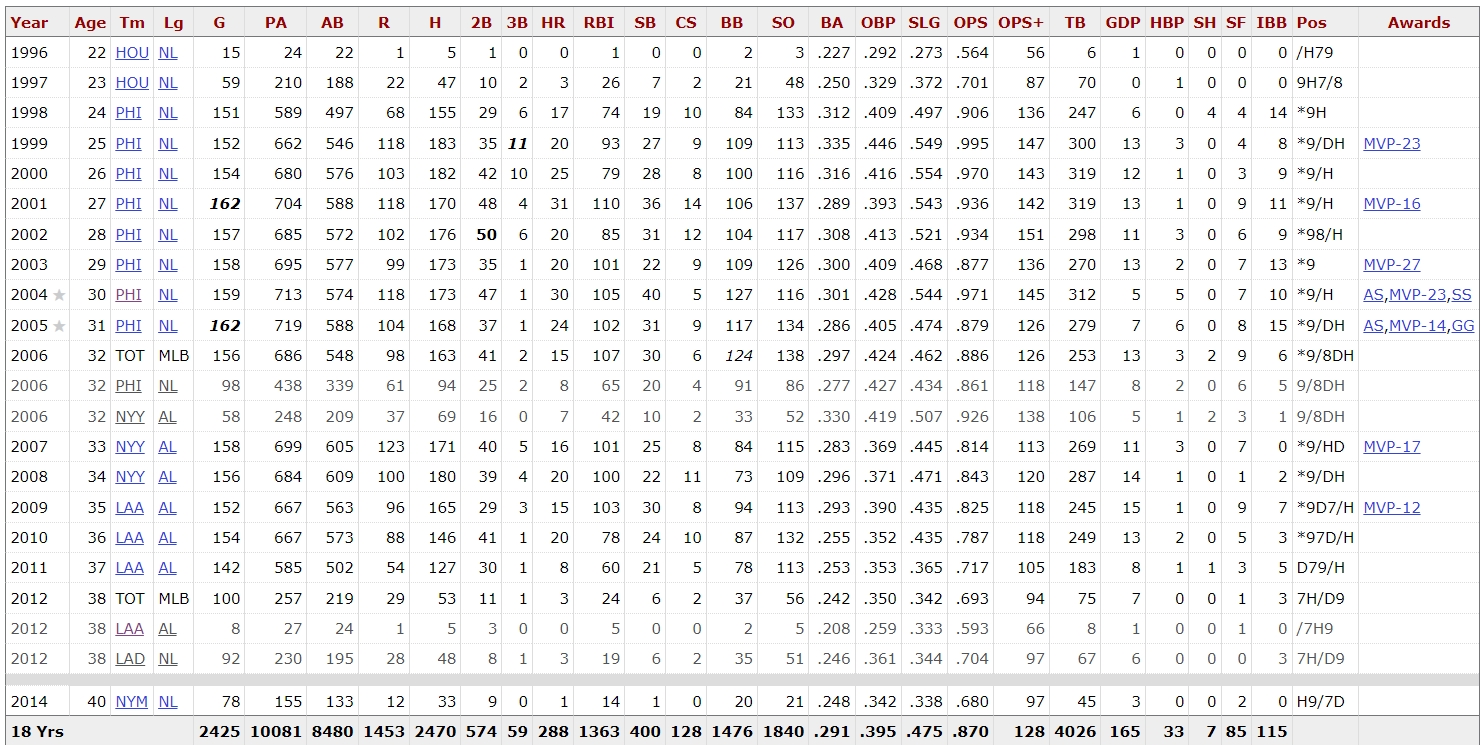 Year Age Tm Lg G PA AB R H 2B 3B HR RBI SB CS BB SO BA OBP SLG OPS OPS+ TB GDP HBP SH SF IBB Pos Awards
1996 22 HOU NL 15 24 22 1 5 1 0 0 1 0 0 2 3 .227 .292 .273 .564 56 6 1 0 0 0 0 /H79
1997 23 HOU NL 59 210 188 22 47 10 2 3 26 7 2 21 48 .250 .329 .372 .701 87 70 0 1 0 0 0 9H7/8
1998 24 PHI NL 151 589 497 68 155 29 6 17 74 19 10 84 133 .312 .409 .497 .906 136 247 6 0 4 4 14 *9H
1999 25 PHI NL 152 662 546 118 183 35 11 20 93 27 9 109 113 .335 .446 .549 .995 147 300 13 3 0 4 8 *9/DH MVP-23
2000 26 PHI NL 154 680 576 103 182 42 10 25 79 28 8 100 116 .316 .416 .554 .970 143 319 12 1 0 3 9 *9/H
2001 27 PHI NL 162 704 588 118 170 48 4 31 110 36 14 106 137 .289 .393 .543 .936 142 319 13 1 0 9 11 *9/H MVP-16
2002 28 PHI NL 157 685 572 102 176 50 6 20 85 31 12 104 117 .308 .413 .521 .934 151 298 11 3 0 6 9 *98/H
2003 29 PHI NL 158 695 577 99 173 35 1 20 101 22 9 109 126 .300 .409 .468 .877 136 270 13 2 0 7 13 *9 MVP-27
2004 ★ 30 PHI NL 159 713 574 118 173 47 1 30 105 40 5 127 116 .301 .428 .544 .971 145 312 5 5 0 7 10 *9/H AS,MVP-23,SS
2005 ★ 31 PHI NL 162 719 588 104 168 37 1 24 102 31 9 117 134 .286 .405 .474 .879 126 279 7 6 0 8 15 *9/DH AS,MVP-14,GG
2006 32 TOT MLB 156 686 548 98 163 41 2 15 107 30 6 124 138 .297 .424 .462 .886 126 253 13 3 2 9 6 *9/8DH
2006 32 PHI NL 98 438 339 61 94 25 2 8 65 20 4 91 86 .277 .427 .434 .861 118 147 8 2 0 6 5 9/8DH
2006 32 NYY AL 58 248 209 37 69 16 0 7 42 10 2 33 52 .330 .419 .507 .926 138 106 5 1 2 3 1 9/8DH
2007 33 NYY AL 158 699 605 123 171 40 5 16 101 25 8 84 115 .283 .369 .445 .814 113 269 11 3 0 7 0 *9/HD MVP-17
2008 34 NYY AL 156 684 609 100 180 39 4 20 100 22 11 73 109 .296 .371 .471 .843 120 287 14 1 0 1 2 *9/DH
2009 35 LAA AL 152 667 563 96 165 29 3 15 103 30 8 94 113 .293 .390 .435 .825 118 245 15 1 0 9 7 *9D7/H MVP-12
2010 36 LAA AL 154 667 573 88 146 41 1 20 78 24 10 87 132 .255 .352 .435 .787 118 249 13 2 0 5 3 *97D/H
2011 37 LAA AL 142 585 502 54 127 30 1 8 60 21 5 78 113 .253 .353 .365 .717 105 183 8 1 1 3 5 D79/H
2012 38 TOT MLB 100 257 219 29 53 11 1 3 24 6 2 37 56 .242 .350 .342 .693 94 75 7 0 0 1 3 7H/D9
2012 38 LAA AL 8 27 24 1 5 3 0 0 5 0 0 2 5 .208 .259 .333 .593 66 8 1 0 0 1 0 /7H9
2012 38 LAD NL 92 230 195 28 48 8 1 3 19 6 2 35 51 .246 .361 .344 .704 97 67 6 0 0 0 3 7H/D9
2014 40 NYM NL 78 155 133 12 33 9 0 1 14 1 0 20 21 .248 .342 .338 .680 97 45 3 0 0 2 0 H9/7D
18 Yrs 2425 10081 8480 1453 2470 574 59 288 1363 400 128 1476 1840 .291 .395 .475 .870 128 4026 165 33 7 85 115